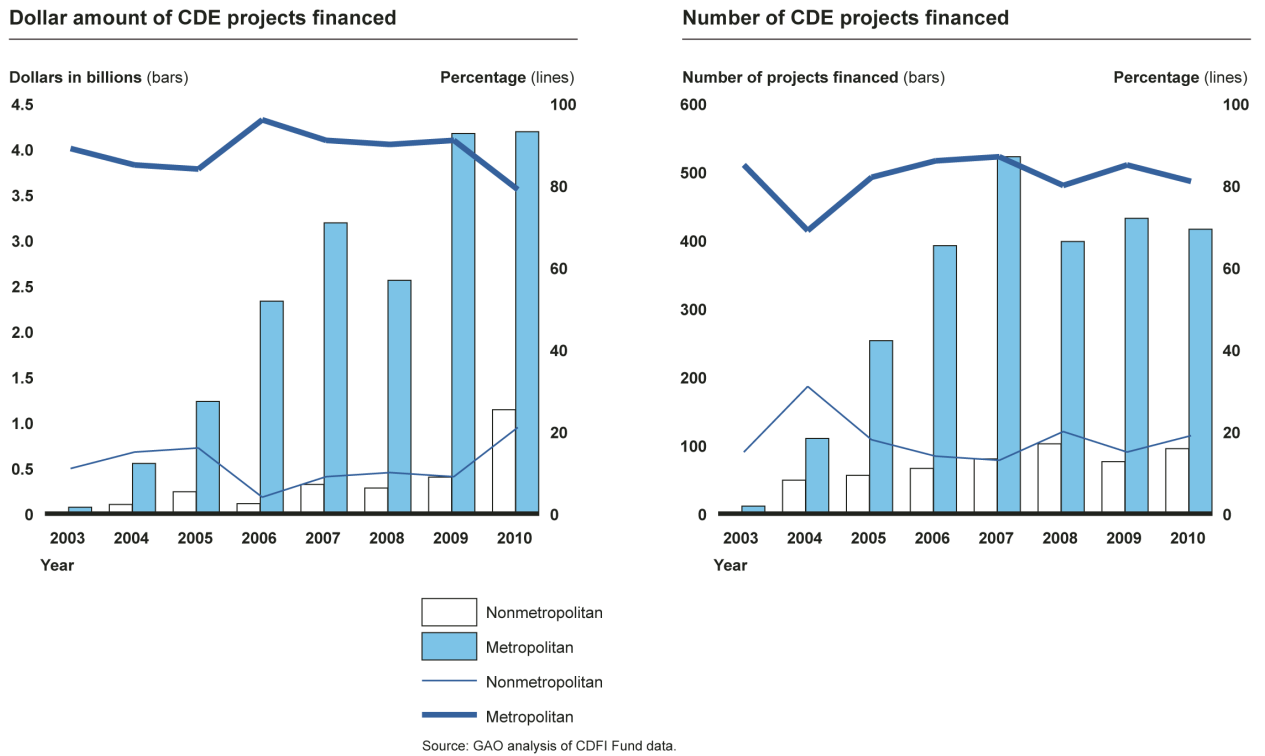 Dollar amount of CDE projects financed
Dollars in billions (bars) Percentage (lines)
4.5 100
4.0
3.5 80
3.0
2.5 60
2.0
1.5 40
1.0
0.5 20
0 0
2003 2004 2005 2006 2007 2008 2009 2010
Year
Number of CDE projects financed
Number of projects financed (bars) Percentage (lines)
600 100
500 80
400 60
300
200 40
100 20
0 0
2003 2004 2005 2006 2007 2008 2009 2010
Year
Nonmetropolitan
Metropolitan
Nonmetropolitan
Metropolitan
Source: GAO analysis of CDFI Fund data.